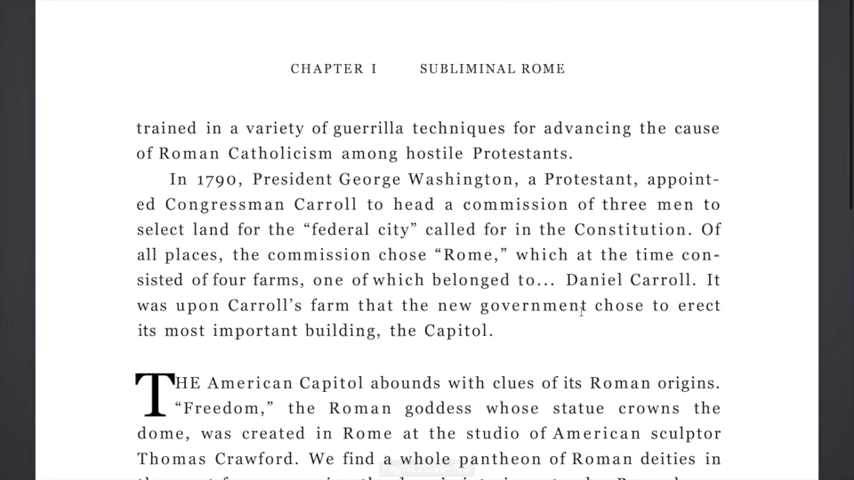 CHAPTER I SUBLIMINAL ROME
trained in a variety of guerrilla techniques for advancing the cause
of Roman Catholicism among hostile Protestants.
In 1790, President George Washington, a Protestant, appoint-
ed Congressman Carroll to head a commission of three men to
select land for the “federal city” called for in the Constitution. Of
all places, the commission chose “Rome,” which at the time con-
sisted of four farms, one of which belonged to... Daniel Carroll. It
was upon Carroll’s farm that the new government chose to erect
its most important building, the Capitol.
THE American Capitol abounds with clues of its Roman origins.
“Freedom,” the Roman goddess whose statue crowns the
dome, was created in Rome at the studio of American sculptor
Thomas Crawford. We find a whole pantheon of Roman deities in